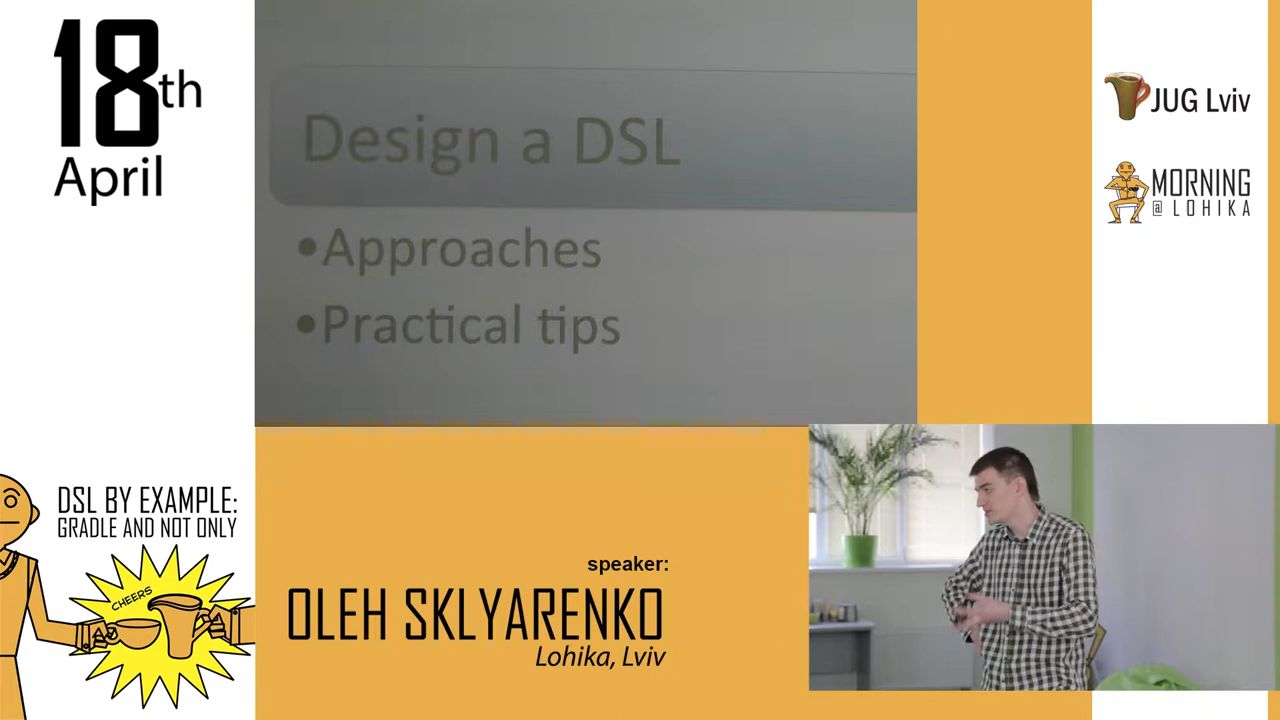 18th
April
Design a DSL
•Approaches
•Practical tips
JUG Lviv
MORNING
@ LOHIKA
DSL BY EXAMPLE:
GRADLE AND NOT ONLY
CHEERS
speaker:
OLEH SKLYARENKO
Lohika, Lviv